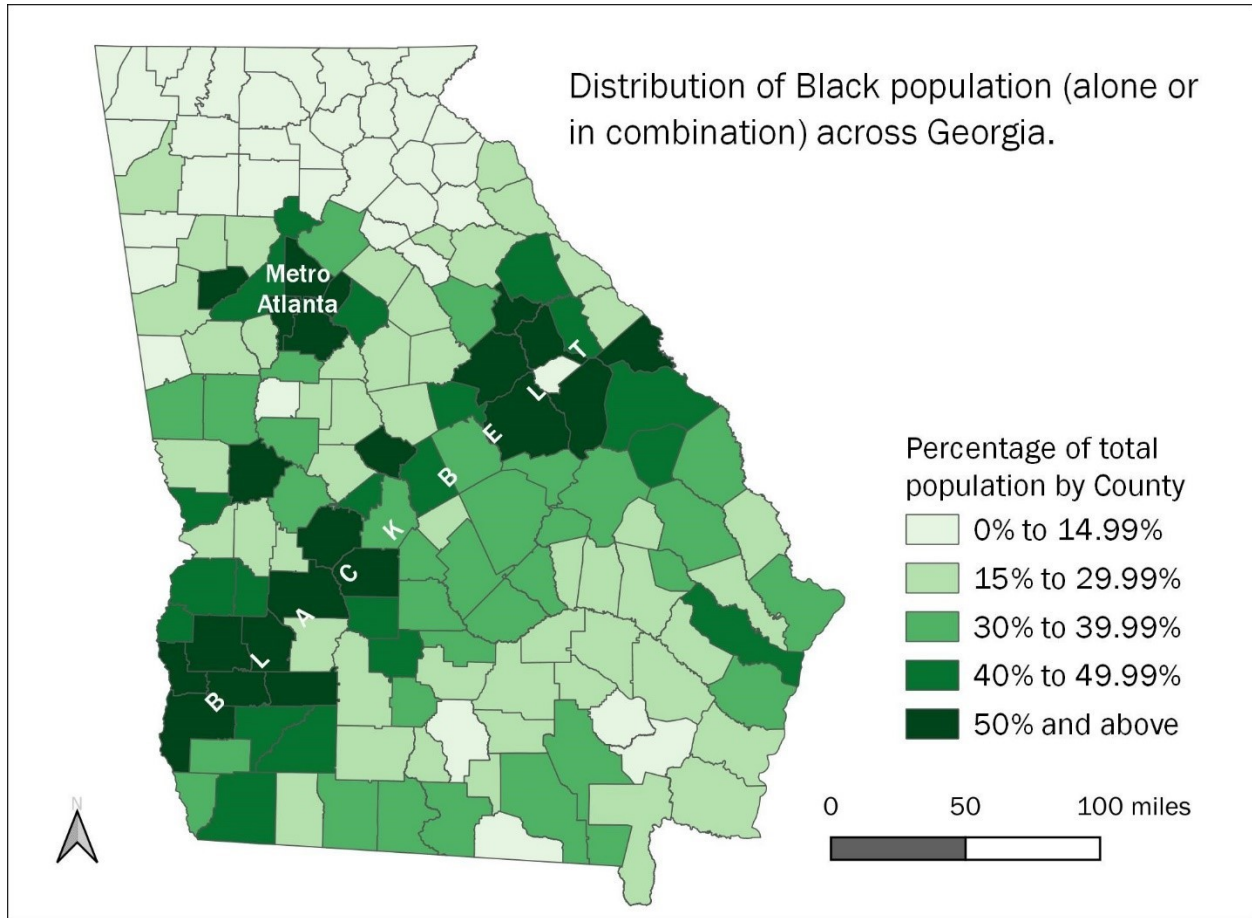 Distribution of Black population (alone or
in combination) across Georgia.
Metro
Atlanta
BLACK BELT
Percentage of total
population by County
0% to 14.99%
15% to 29.99%
30% to 39.99%
40% to 49.99%
50% and above
N
0 50 100 miles